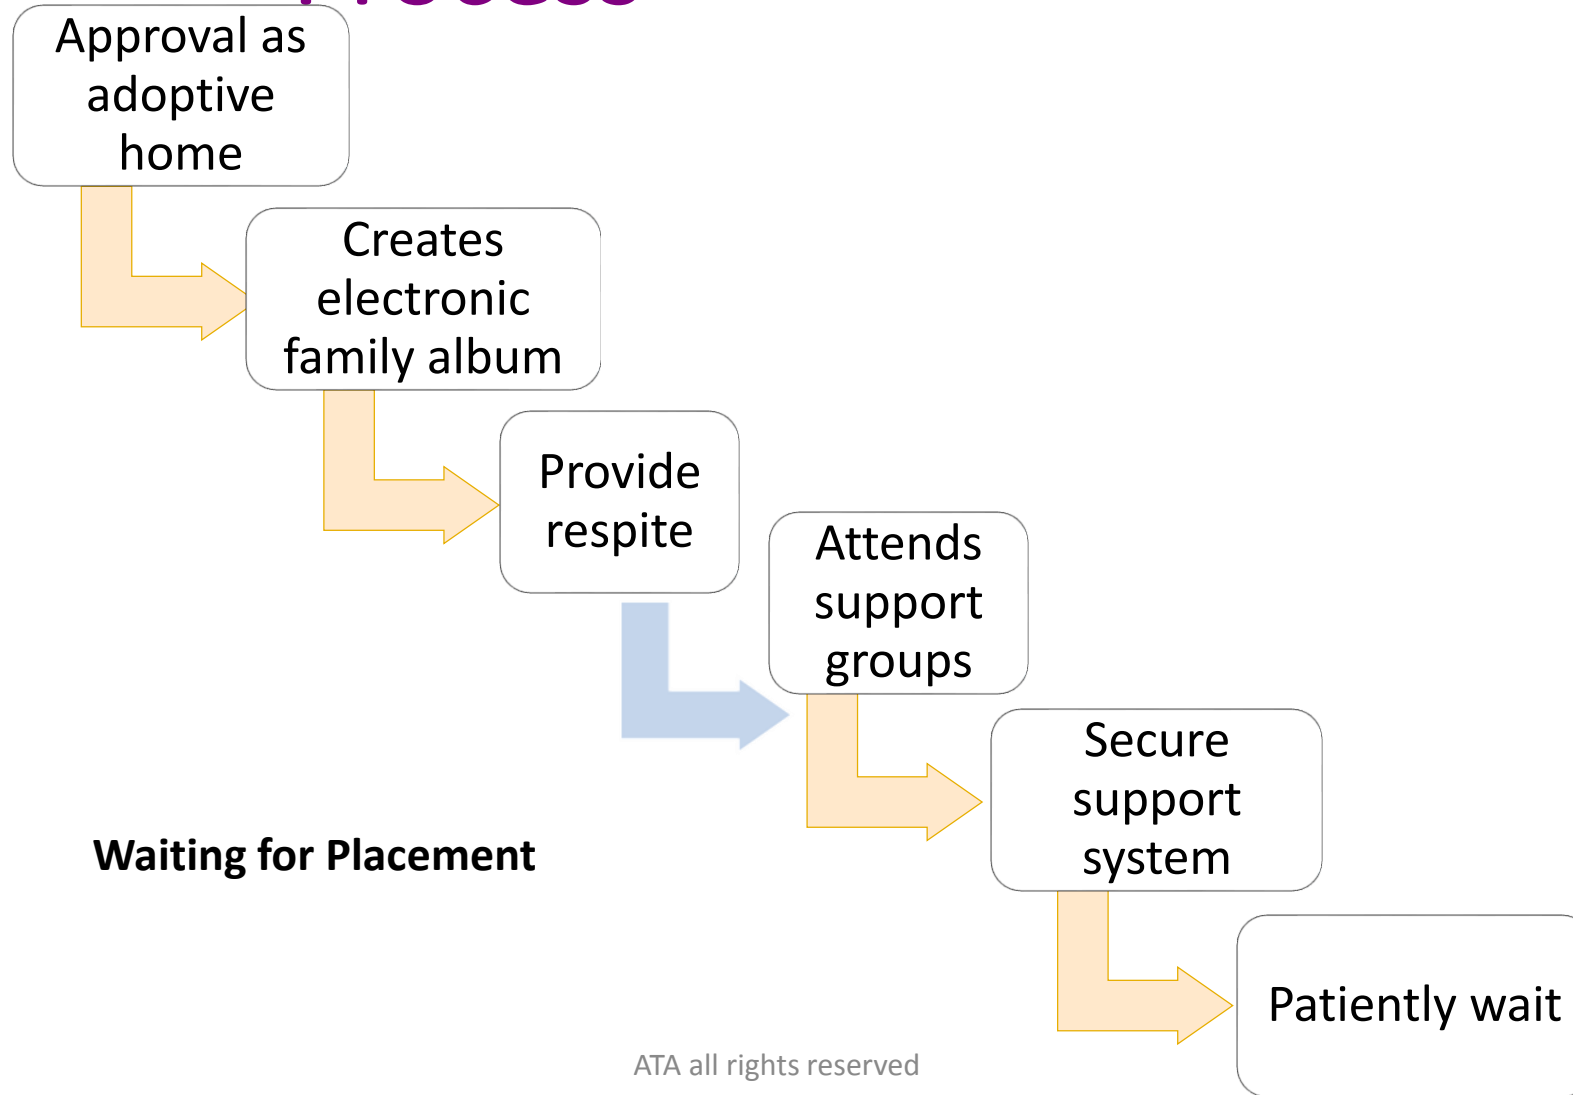 Process
Approval as
adoptive
home
Creates
electronic
family album
Provide
respite
Attends
support
groups
Secure
support
system
Waiting for Placement
Patiently wait
ATA all rights reserved